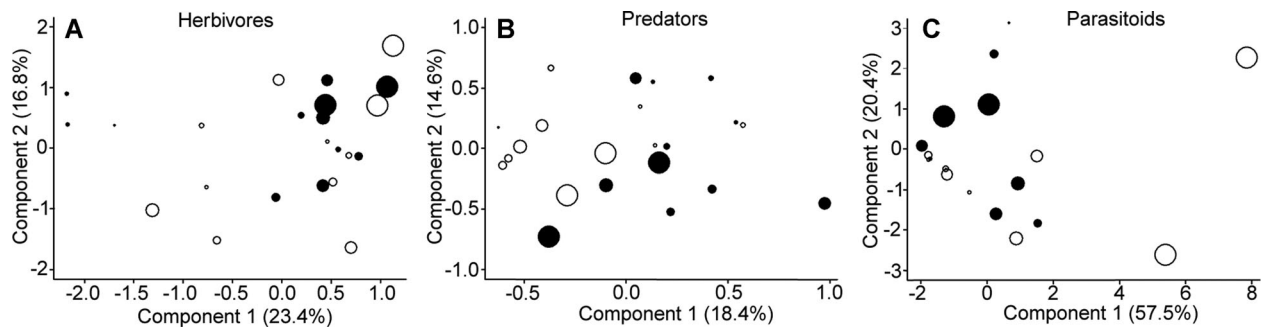 A Herbivores
Component 2 (16.8%)
2
1
0
-1
-2
-2.0 -1.5 -1.0 -0.5 0.0 0.5 1.0
Component 1 (23.4%)
B Predators
Component 2 (14.6%)
1.0
0.5
0.0
-0.5
-1.0
-0.5 0.0 0.5 1.0
Component 1 (18.4%)
C Parasitoids
Component 2 (20.4%)
3
2
1
0
-1
-2
-3
-2 0 2 4 6 8
Component 1 (57.5%)